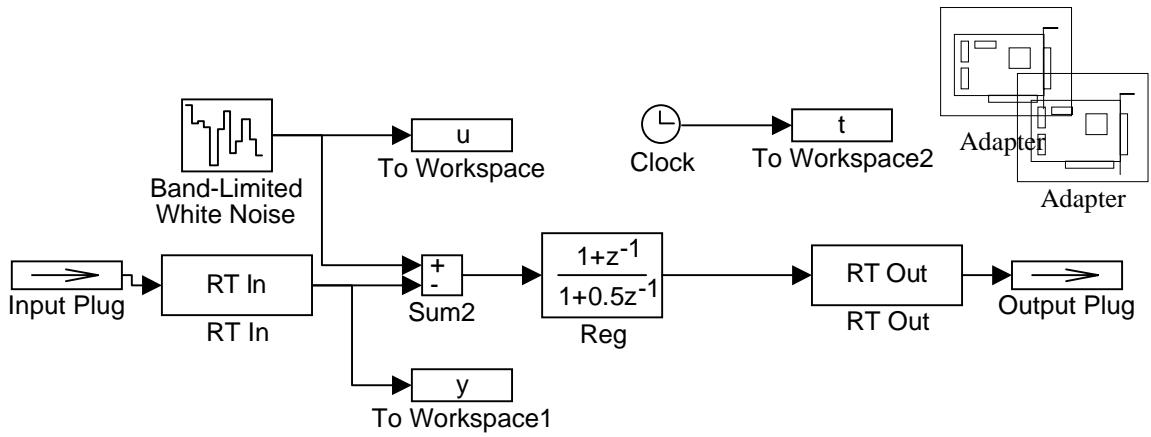 u
To Workspace
Band-Limited
White Noise
Clock
t
To Workspace2
Adapter
Adapter
Input Plug
RT In
RT In
+
-
Sum2
1+z-1
1+0.5z-1
Reg
RT Out
RT Out
Output Plug
y
To Workspace1